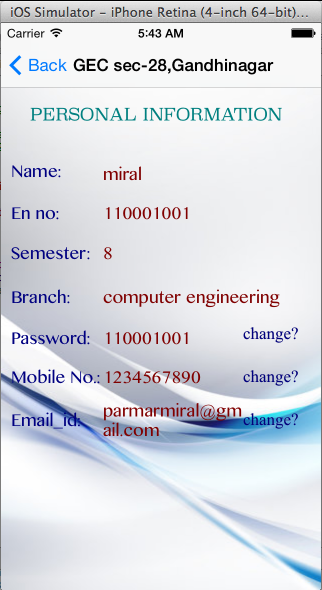 iOS Simulator – iPhone Retina (4-inch 64-bit)...
Carrier 5:43 AM
Back GEC sec-28,Gandhinagar
PERSONAL INFORMATION
Name: miral
En no: 110001001
Semester: 8
Branch: computer engineering
Password: 110001001 change?
Mobile No.: 1234567890 change?
Email_id: parmarmiral@gm change?
ail.com